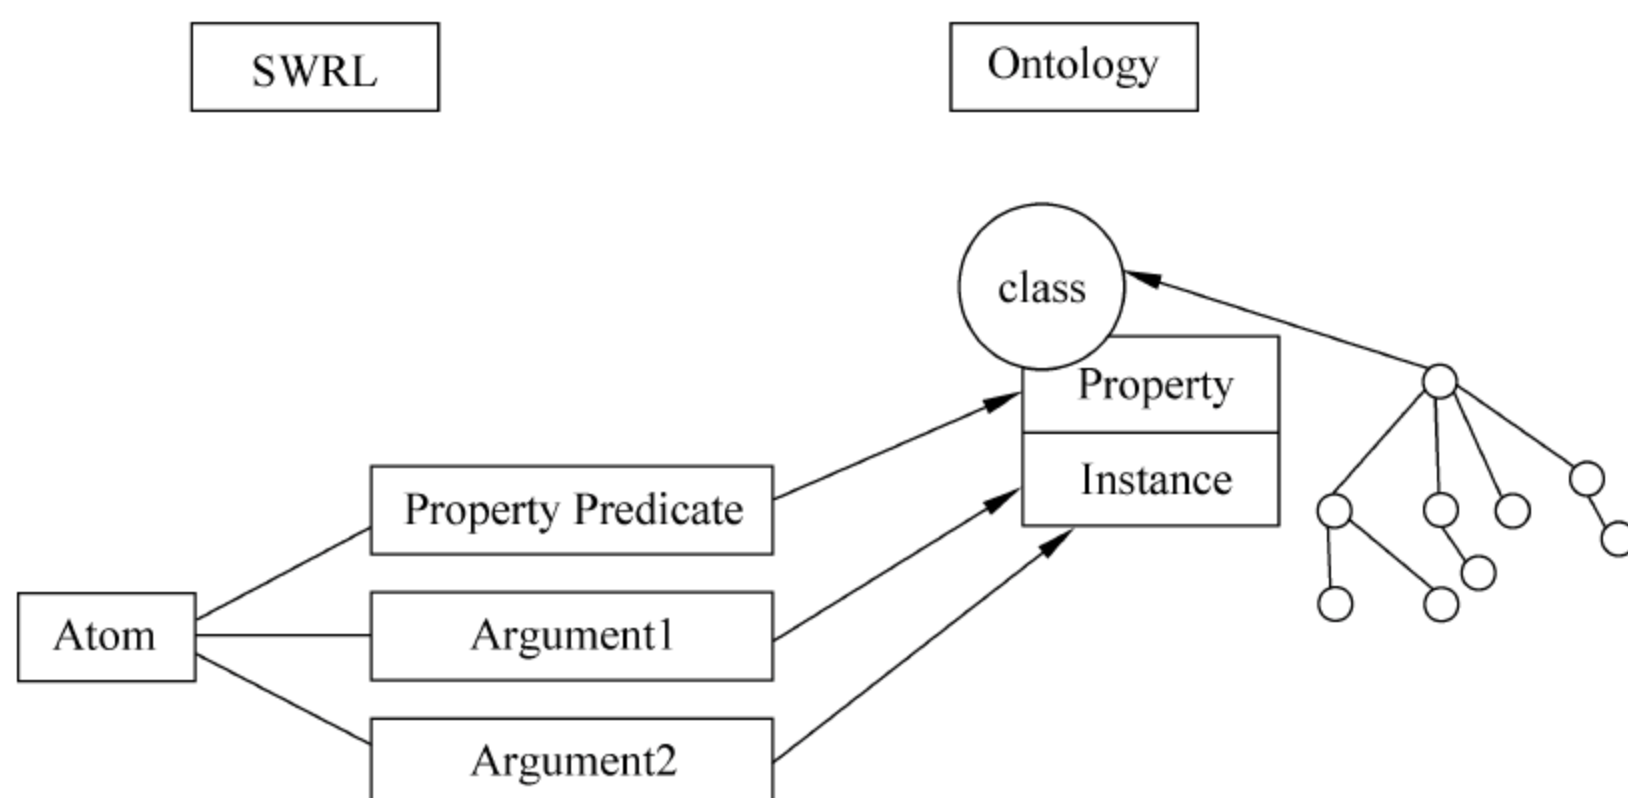 SWRL
Ontology
class
Property
Instance
Property Predicate
Atom
Argument1
Argument2